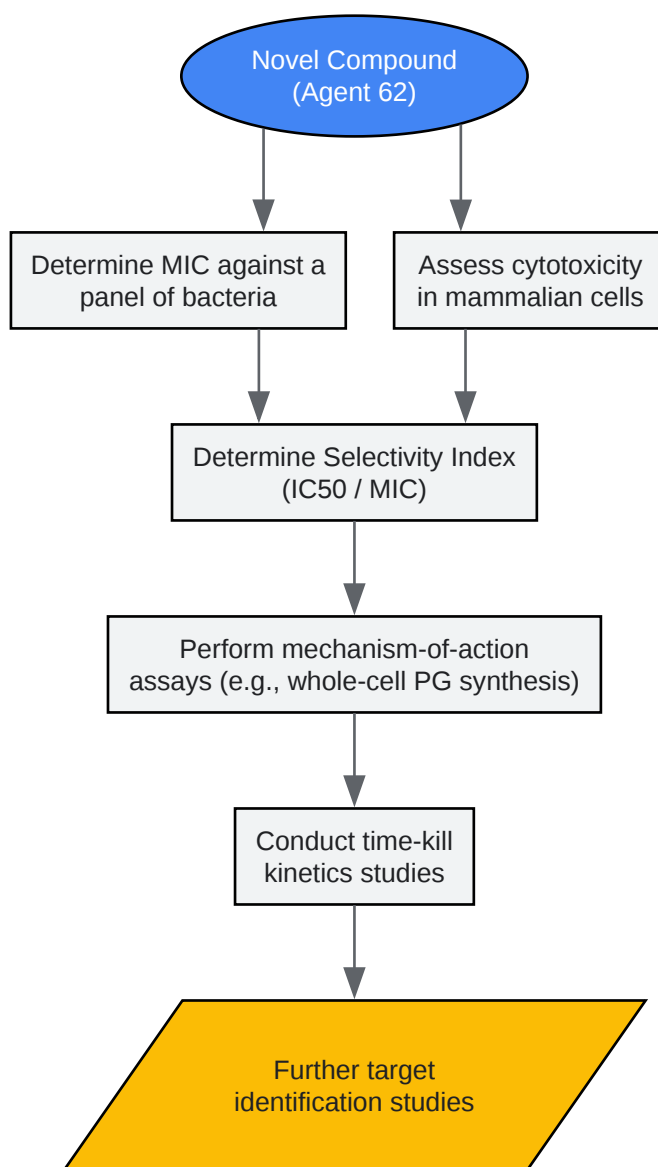 Novel Compound
(Agent 62)
Determine MIC against a
panel of bacteria
Assess cytotoxicity
in mammalian cells
Determine Selectivity Index
(IC50 / MIC)
Perform mechanism-of-action
assays (e.g., whole-cell PG synthesis)
Conduct time-kill
kinetics studies
Further target
identification studies